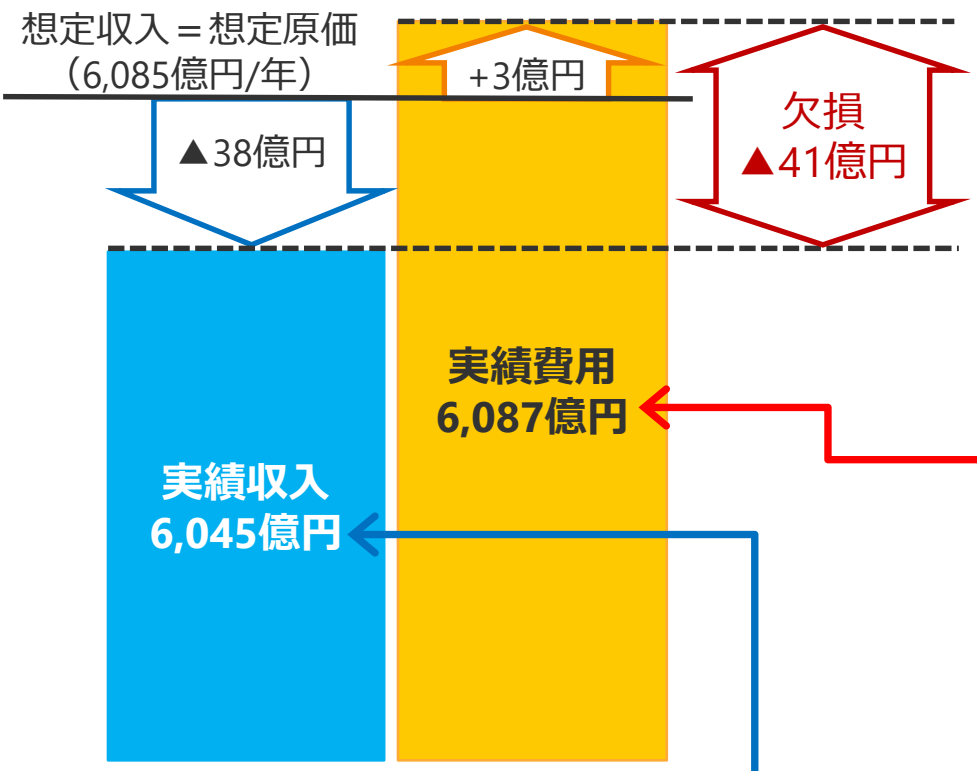 想定収入＝想定原価
（6,085億円/年）
+3億円
▲38億円
欠損
▲41億円
実績費用
6,087億円
実績収入
6,045億円